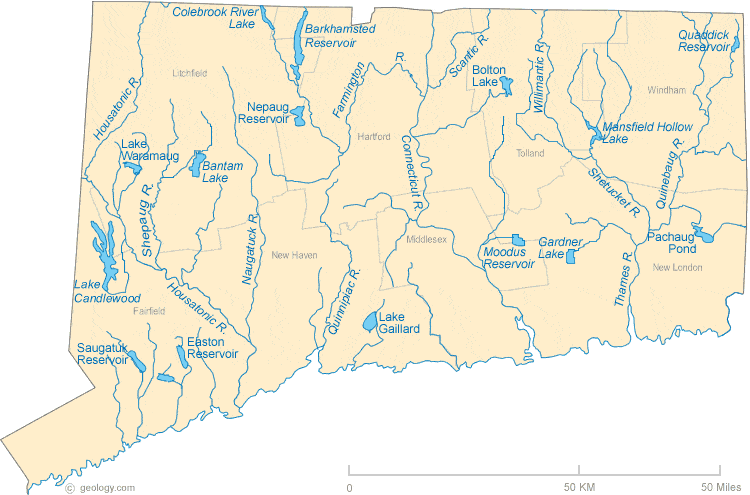 Colebrook River
Lake
Barkhamsted
Reservoir
Quaddick
Reservoir
Scantic R.
Farmington
R.
Willimantic R.
Housatonic R.
Litchfield
Bolton
Lake
Windham
Nepaug
Reservoir
Hartford
Mansfield Hollow
Lake
Lake
Waramaug
Bantam
Lake
Connecticut R.
Tolland
Quinebaug R.
Shetucket R.
Shepaug R.
Naugatuck R.
Middlesex
Pachaug
Pond
New Haven
Moodus
Reservoir
Gardner
Lake
New London
Thames R.
Lake
Candlewood
Housatonic R.
Fairfield
Quinnipiac R.
Lake
Gaillard
Saugatuk
Reservoir
Easton
Reservoir
© geology.com
0
50 KM
50 Miles